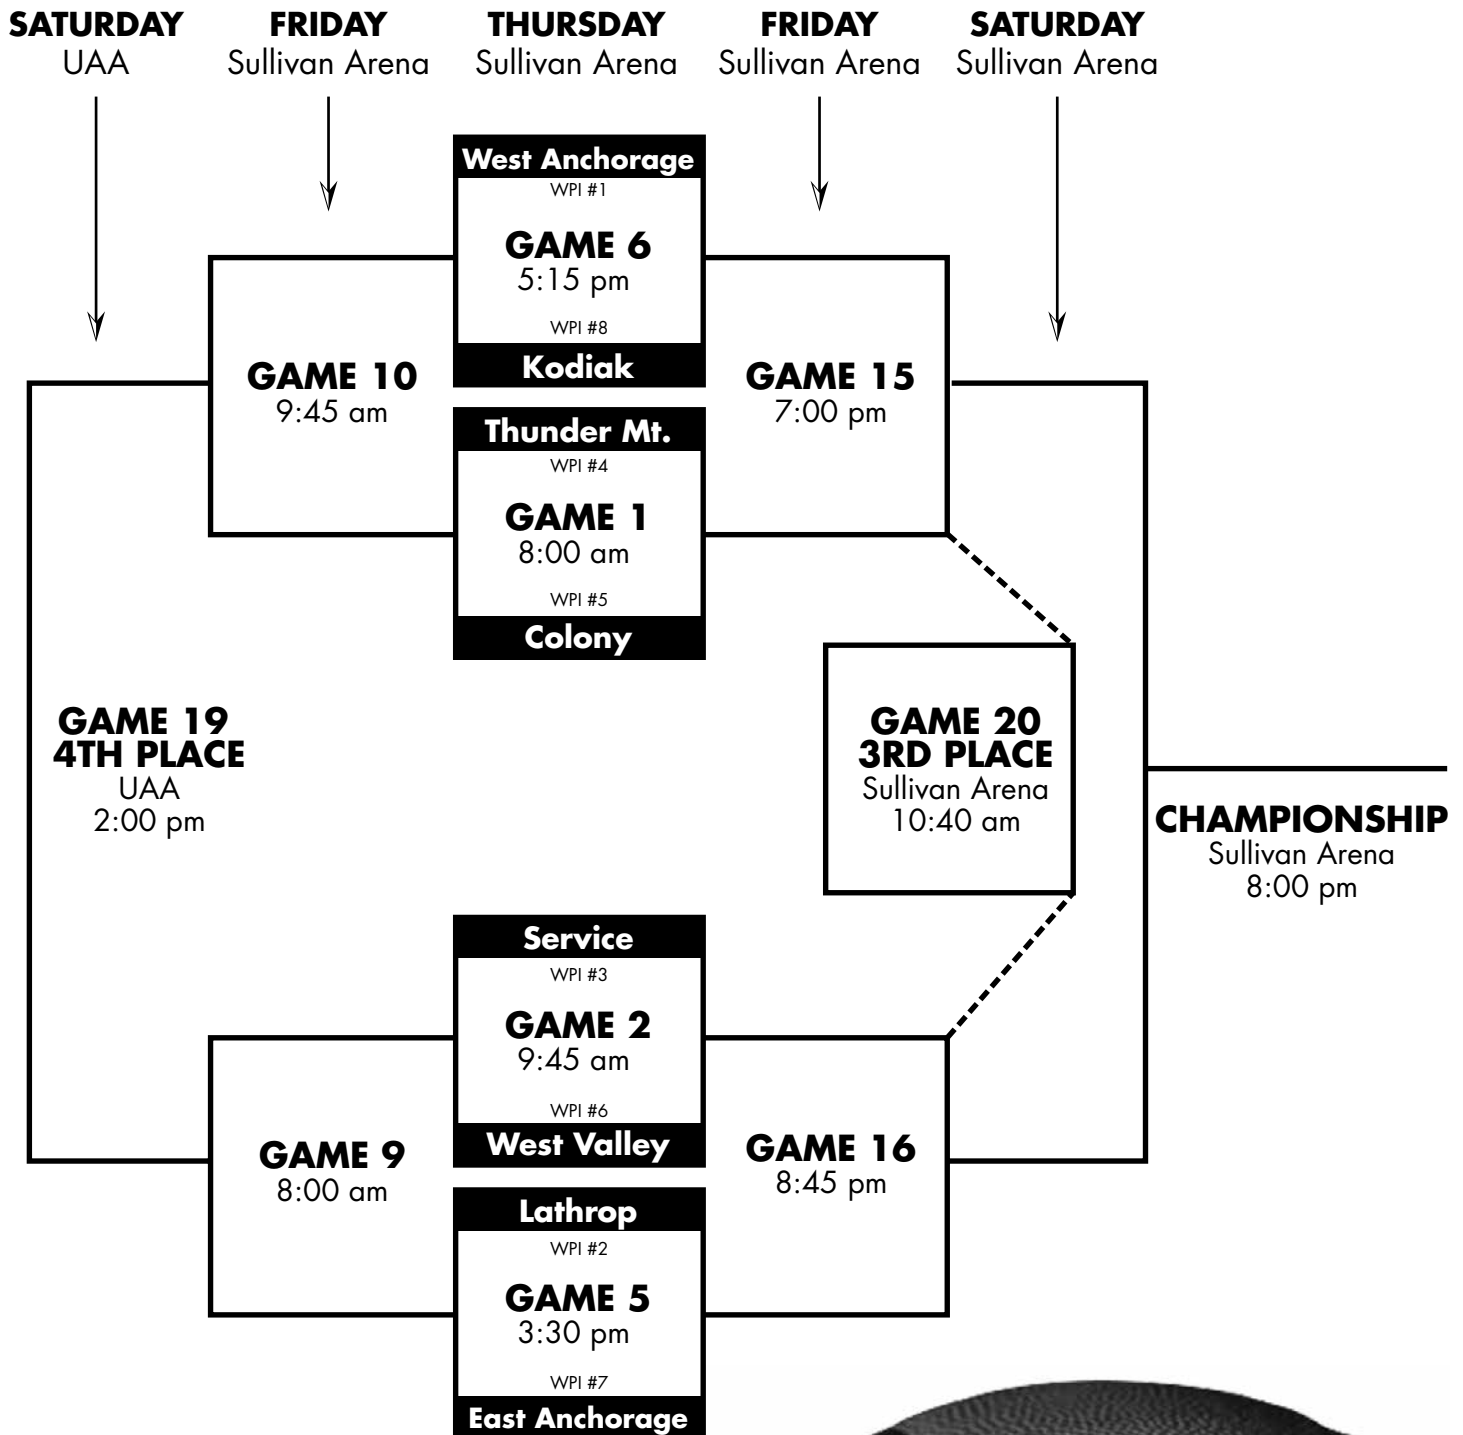 SATURDAY
UAA
FRIDAY
Sullivan Arena
THURSDAY
Sullivan Arena
FRIDAY
Sullivan Arena
SATURDAY
Sullivan Arena
West Anchorage
WPI #1
GAME 6
5:15 pm
WPI #8
Kodiak
GAME 10
9:45 am
GAME 15
7:00 pm
Thunder Mt.
WPI #4
GAME 1
8:00 am
WPI #5
Colony
GAME 19
4TH PLACE
UAA
2:00 pm
GAME 20
3RD PLACE
Sullivan Arena
10:40 am
CHAMPIONSHIP
Sullivan Arena
8:00 pm
Service
WPI #3
GAME 2
9:45 am
WPI #6
West Valley
GAME 9
8:00 am
GAME 16
8:45 pm
Lathrop
WPI #2
GAME 5
3:30 pm
WPI #7
East Anchorage